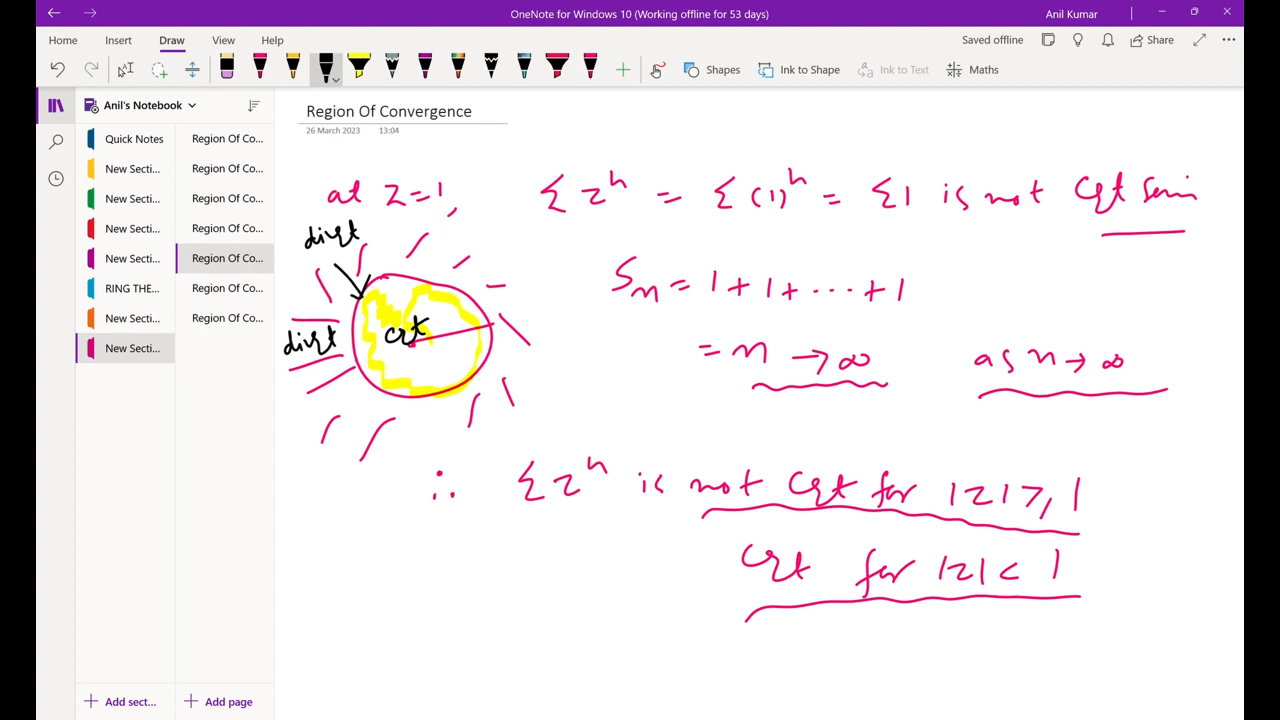 OneNote for Windows 10 (Working offline for 53 days)
Anil Kumar
Home Insert Draw View Help
Saved offline
Share
Shapes
Ink to Shape
Ink to Text
Maths
Anil's Notebook
Quick Notes
New Secti...
New Secti...
New Secti...
New Secti...
RING THE...
New Secti...
New Secti...
Add sect...
Region Of Co...
Region Of Co...
Region Of Co...
Region Of Co...
Region Of Co...
Region Of Co...
Region Of Co...
Add page
Region Of Convergence
26 March 2023 13:04
at z=1, Σ z^n = Σ (1)^n = Σ 1 is not Cgt Series
divgt
divgt
cgt
S_n = 1 + 1 + ... + 1
= n → ∞ as n → ∞
∴ Σ z^n is not Cgt for |z| ≥ 1
Cgt for |z| < 1